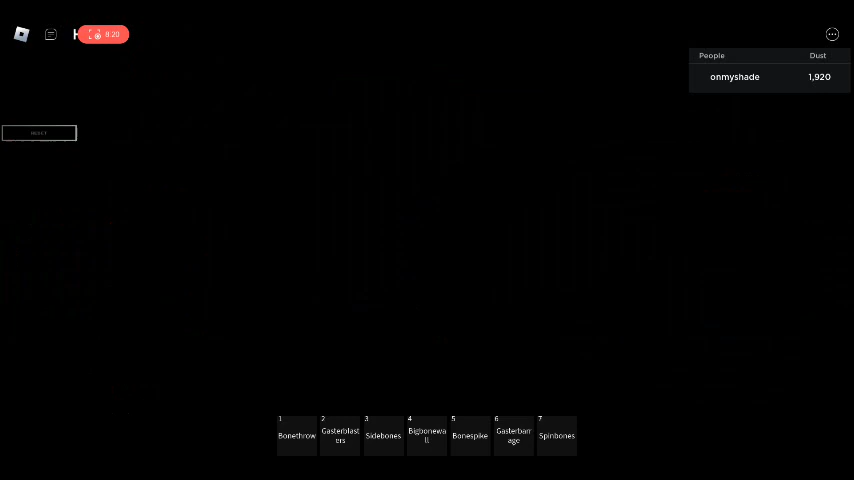 H
8:20
People Dust
onmyshade 1,920
RESET
1
Bonethrow
2
Gasterblast
ers
3
Sidebones
4
Bigbonewa
ll
5
Bonespike
6
Gasterbarr
age
7
Spinbones